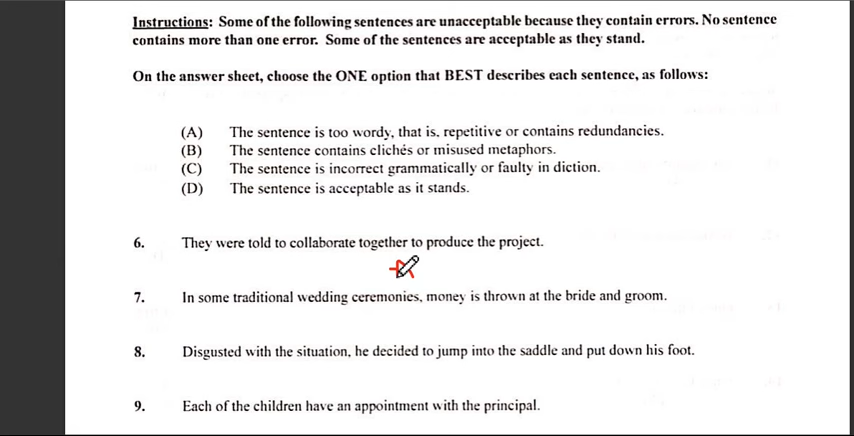 Instructions: Some of the following sentences are unacceptable because they contain errors. No sentence
contains more than one error. Some of the sentences are acceptable as they stand.
On the answer sheet, choose the ONE option that BEST describes each sentence, as follows:
(A) The sentence is too wordy, that is, repetitive or contains redundancies.
(B) The sentence contains clichés or misused metaphors.
(C) The sentence is incorrect grammatically or faulty in diction.
(D) The sentence is acceptable as it stands.
6. They were told to collaborate together to produce the project.
7. In some traditional wedding ceremonies, money is thrown at the bride and groom.
8. Disgusted with the situation, he decided to jump into the saddle and put down his foot.
9. Each of the children have an appointment with the principal.